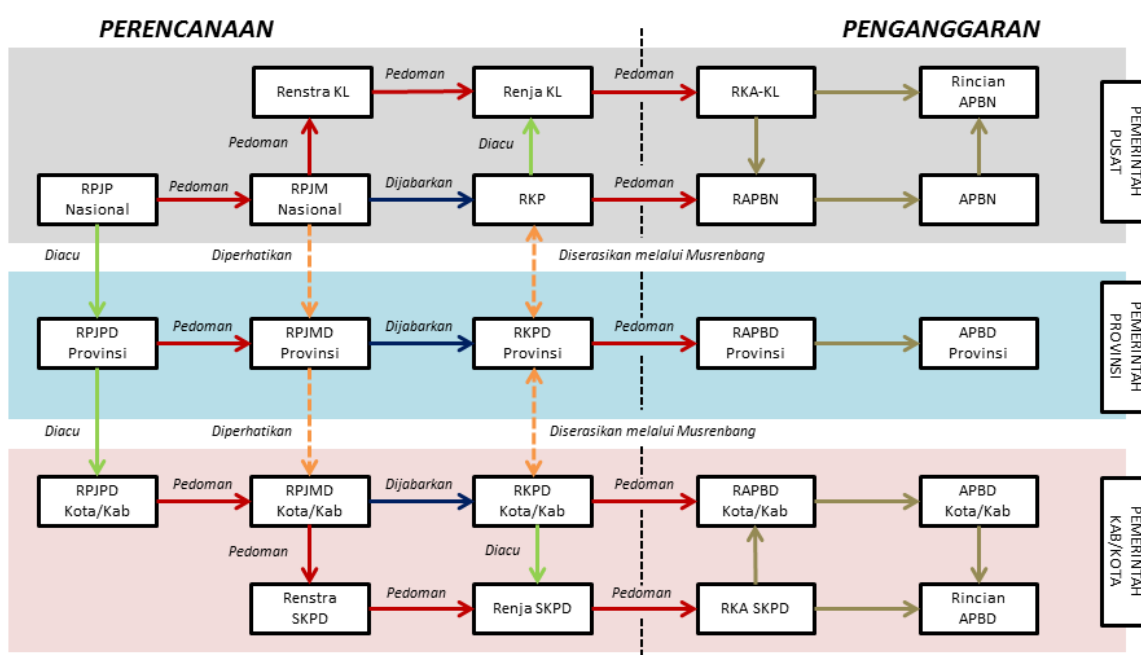 PERENCANAAN
PENGANGGARAN
Renstra KL
Pedoman
Renja KL
Pedoman
RKA-KL
Rincian
APBN
PEMERINTAH
PUSAT
Pedoman
Diacu
RPJP
Nasional
Pedoman
RPJM
Nasional
Dijabarkan
RKP
Pedoman
RAPBN
APBN
Diacu
Diperhatikan
Diserasikan melalui Musrenbang
RPJPD
Provinsi
Pedoman
RPJMD
Provinsi
Dijabarkan
RKPD
Provinsi
Pedoman
RAPBD
Provinsi
APBD
Provinsi
PEMERINTAH
PROVINSI
Diacu
Diperhatikan
Diserasikan melalui Musrenbang
RPJPD
Kota/Kab
Pedoman
RPJMD
Kota/Kab
Dijabarkan
RKPD
Kota/Kab
Pedoman
RAPBD
Kota/Kab
APBD
Kota/Kab
PEMERINTAH
KAB/KOTA
Pedoman
Diacu
Renstra
SKPD
Pedoman
Renja SKPD
Pedoman
RKA SKPD
Rincian
APBD